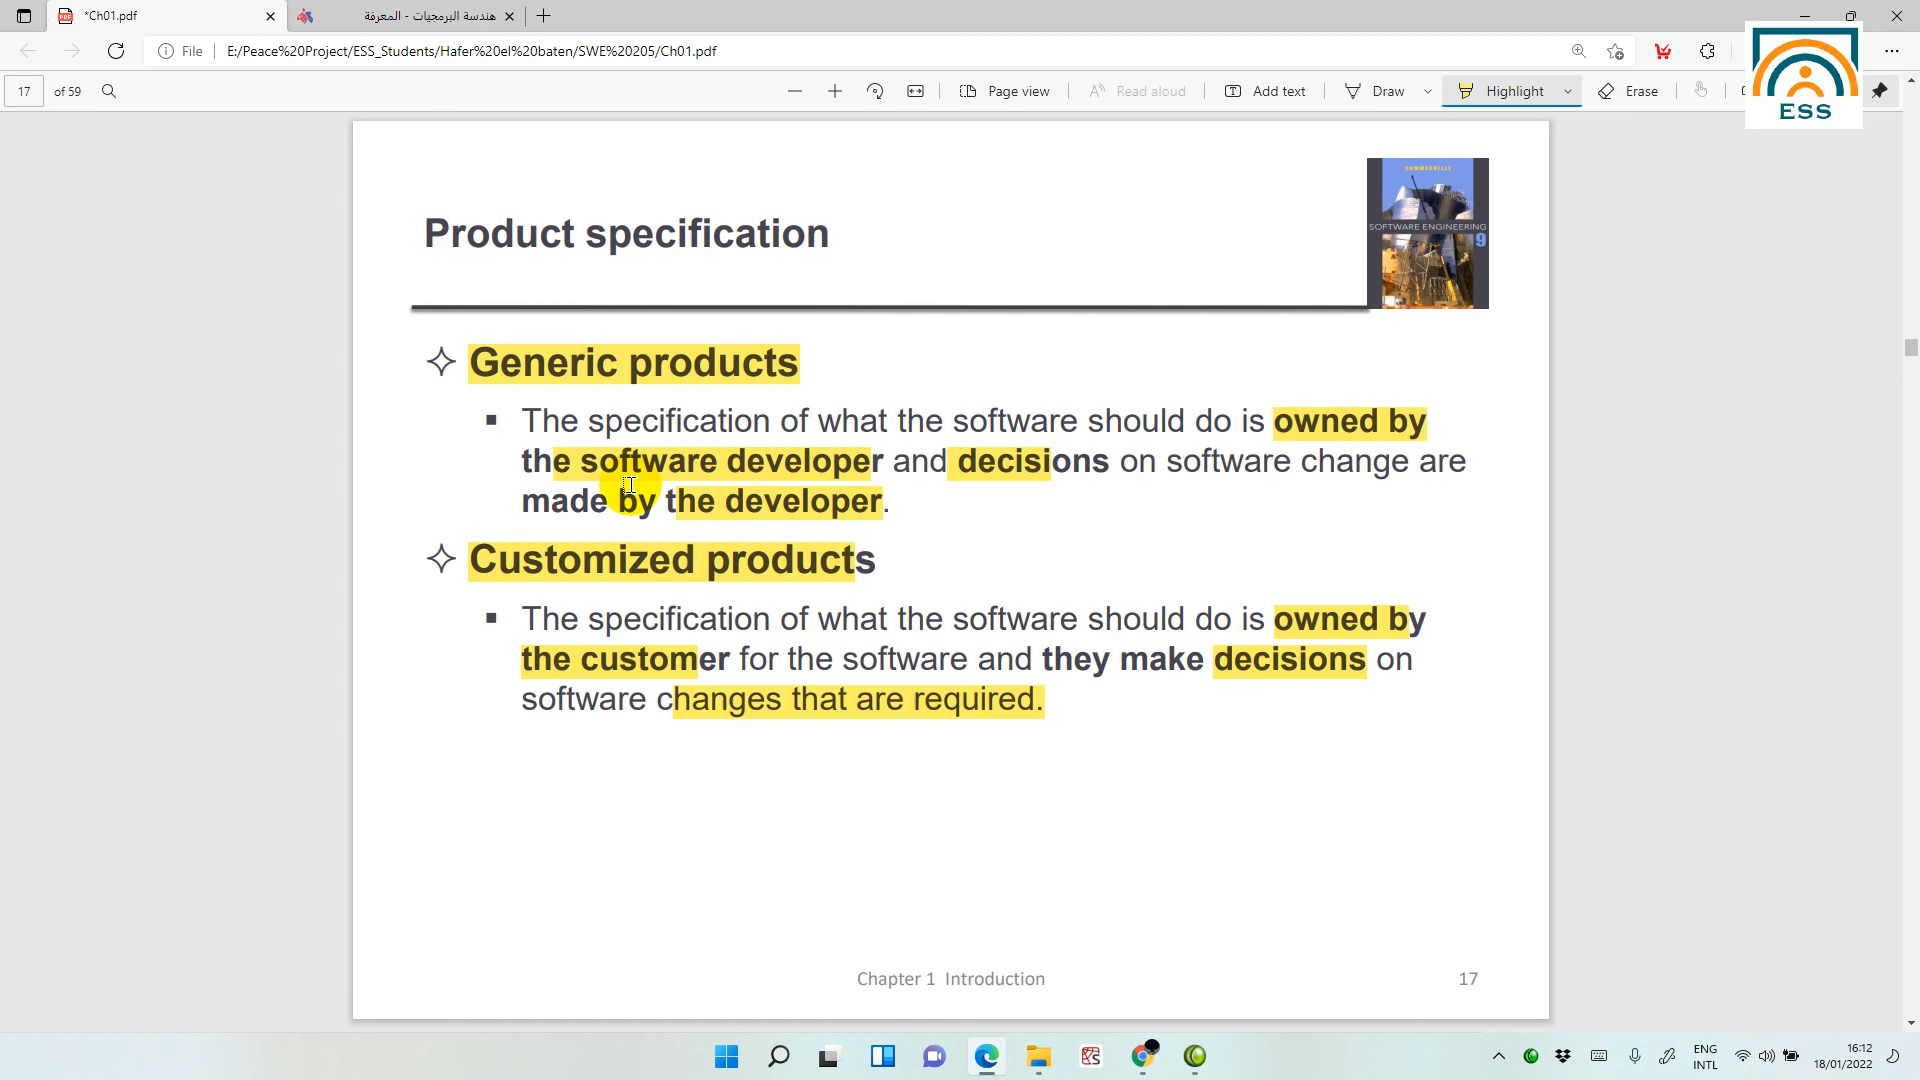 *Ch01.pdf
هندسة البرمجيات - المعرفة
File
E:/Peace%20Project/ESS_Students/Hafer%20el%20baten/SWE%20205/Ch01.pdf
17 of 59
Page view
Read aloud
Add text
Draw
Highlight
Erase
ESS
Product specification
SOMMERVILLE
SOFTWARE ENGINEERING
9
Generic products
The specification of what the software should do is owned by
the software developer and decisions on software change are
made by the developer.
Customized products
The specification of what the software should do is owned by
the customer for the software and they make decisions on
software changes that are required.
Chapter 1 Introduction
17
ENG
INTL
16:12
18/01/2022